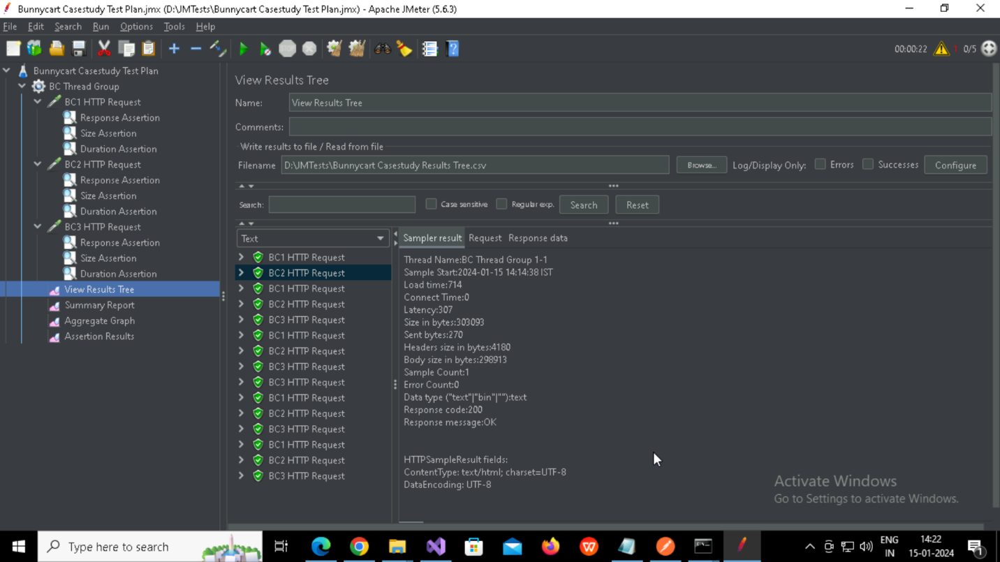 Bunnycart Casestudy Test Plan.jmx (D:\JMTests\Bunnycart Casestudy Test Plan.jmx) - Apache JMeter (5.6.3)
File Edit Search Run Options Tools Help
STOP
00:00:22 1 0/5
Bunnycart Casestudy Test Plan
BC Thread Group
BC1 HTTP Request
Response Assertion
Size Assertion
Duration Assertion
BC2 HTTP Request
Response Assertion
Size Assertion
Duration Assertion
BC3 HTTP Request
Response Assertion
Size Assertion
Duration Assertion
View Results Tree
Summary Report
Aggregate Graph
Assertion Results
View Results Tree
Name: View Results Tree
Comments:
Write results to file / Read from file
Filename D:\JMTests\Bunnycart Casestudy Results Tree.csv Browse... Log/Display Only: Errors Successes Configure
Search: Case sensitive Regular exp. Search Reset
Text
BC1 HTTP Request
BC2 HTTP Request
BC1 HTTP Request
BC2 HTTP Request
BC3 HTTP Request
BC1 HTTP Request
BC2 HTTP Request
BC3 HTTP Request
BC3 HTTP Request
BC1 HTTP Request
BC2 HTTP Request
BC3 HTTP Request
BC1 HTTP Request
BC2 HTTP Request
BC3 HTTP Request
Sampler result Request Response data
Thread Name:BC Thread Group 1-1
Sample Start:2024-01-15 14:14:38 IST
Load time:714
Connect Time:0
Latency:307
Size in bytes:303093
Sent bytes:270
Headers size in bytes:4180
Body size in bytes:298913
Sample Count:1
Error Count:0
Data type ("text"|"bin"|""):text
Response code:200
Response message:OK
HTTPSampleResult fields:
ContentType: text/html; charset=UTF-8
DataEncoding: UTF-8
Activate Windows
Go to Settings to activate Windows.
Type here to search
ENG
IN
14:22
15-01-2024
1